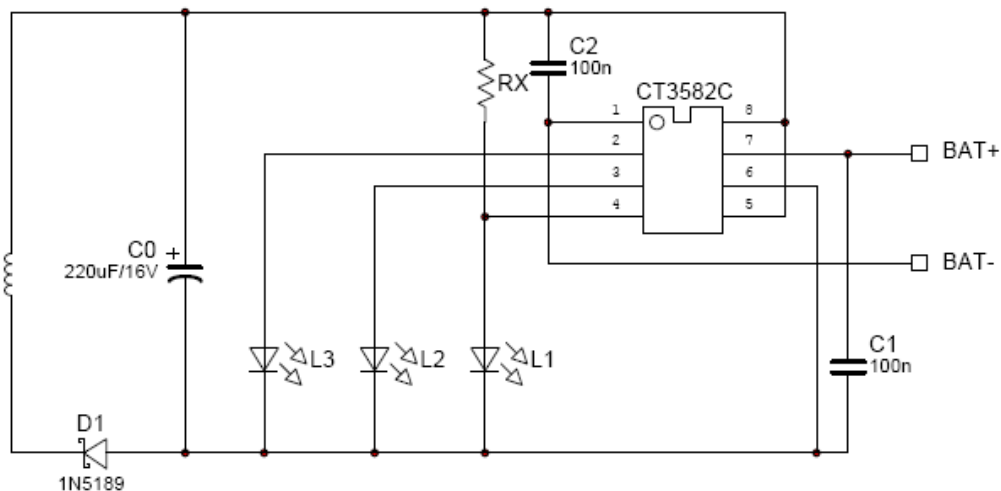 C2
100n
RX
CT3582C
1
8
2
7
BAT+
3
6
4
5
C0 +
220uF/16V
BAT-
L3
L2
L1
C1
100n
D1
1N5189